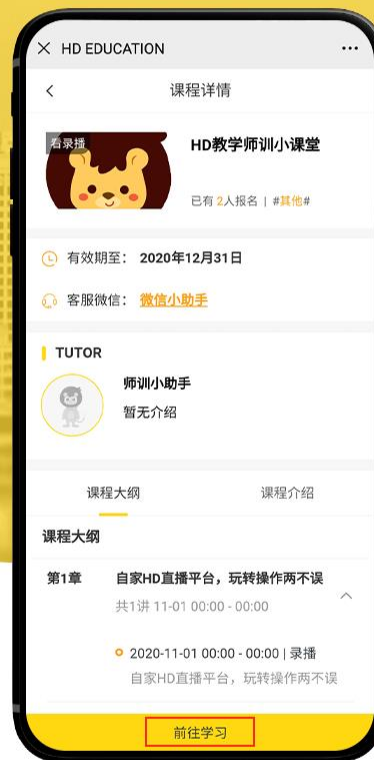 HD EDUCATION
课程详情
看录播
HD教学师训小课堂
已有 2人报名 | #其他#
有效期至： 2020年12月31日
客服微信： 微信小助手
TUTOR
师训小助手
暂无介绍
课程大纲 课程介绍
课程大纲
第1章 自家HD直播平台，玩转操作两不误
共1讲 11-01 00:00 - 00:00
2020-11-01 00:00 - 00:00 | 录播
自家HD直播平台，玩转操作两不误
前往学习